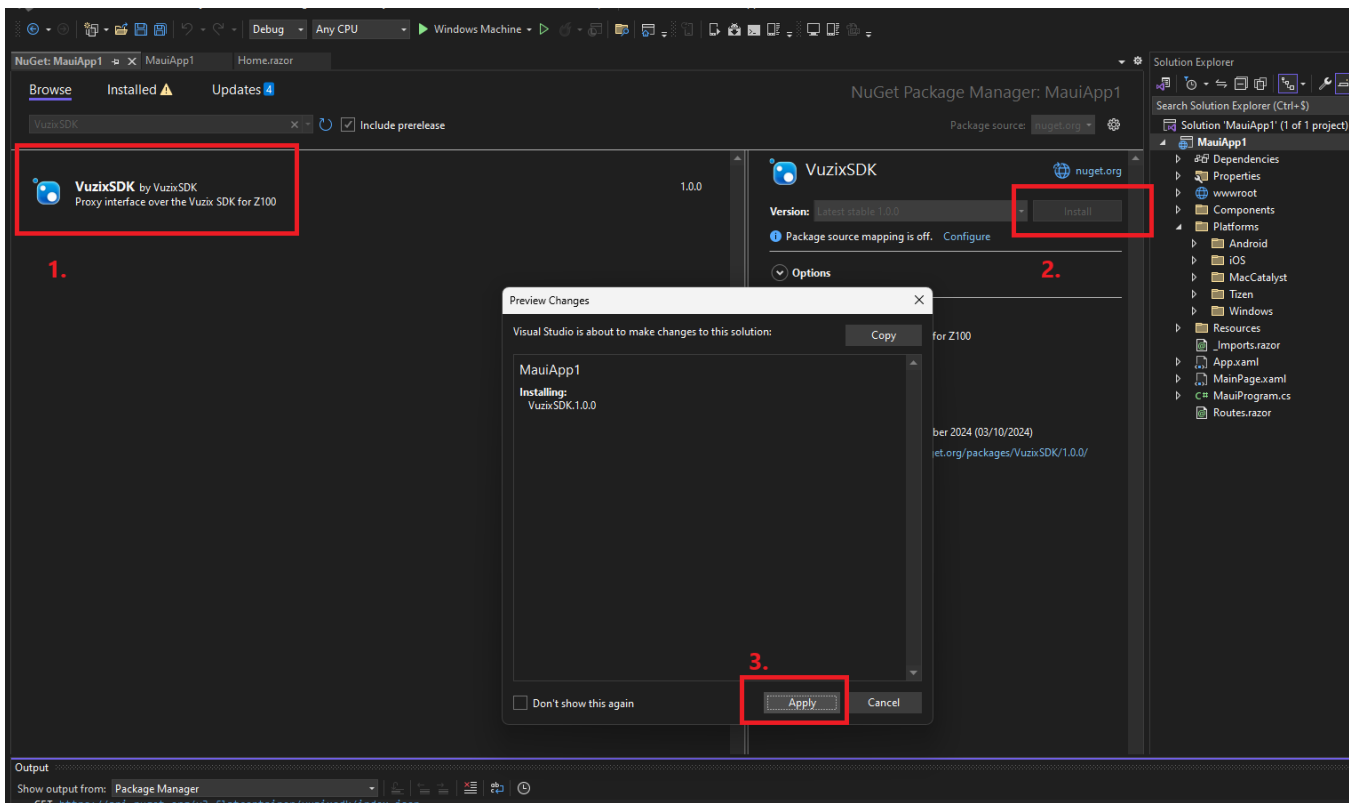 Debug
Any CPU
Windows Machine
NuGet: MauiApp1
MauiApp1
Home.razor
Browse
Installed
Updates 4
NuGet Package Manager: MauiApp1
VuzixSDK
Include prerelease
Package source: nuget.org
VuzixSDK by VuzixSDK
1.0.0
Proxy interface over the Vuzix SDK for Z100
1.
VuzixSDK
nuget.org
Version: Latest stable 1.0.0
Install
Package source mapping is off. Configure
Options
2.
for Z100
ber 2024 (03/10/2024)
et.org/packages/VuzixSDK/1.0.0/
Preview Changes
Visual Studio is about to make changes to this solution:
Copy
MauiApp1
Installing:
VuzixSDK.1.0.0
3.
Don't show this again
Apply
Cancel
Solution Explorer
Search Solution Explorer (Ctrl+$)
Solution 'MauiApp1' (1 of 1 project)
MauiApp1
Dependencies
Properties
wwwroot
Components
Platforms
Android
iOS
MacCatalyst
Tizen
Windows
Resources
_Imports.razor
App.xaml
MainPage.xaml
C# MauiProgram.cs
Routes.razor
Output
Show output from: Package Manager